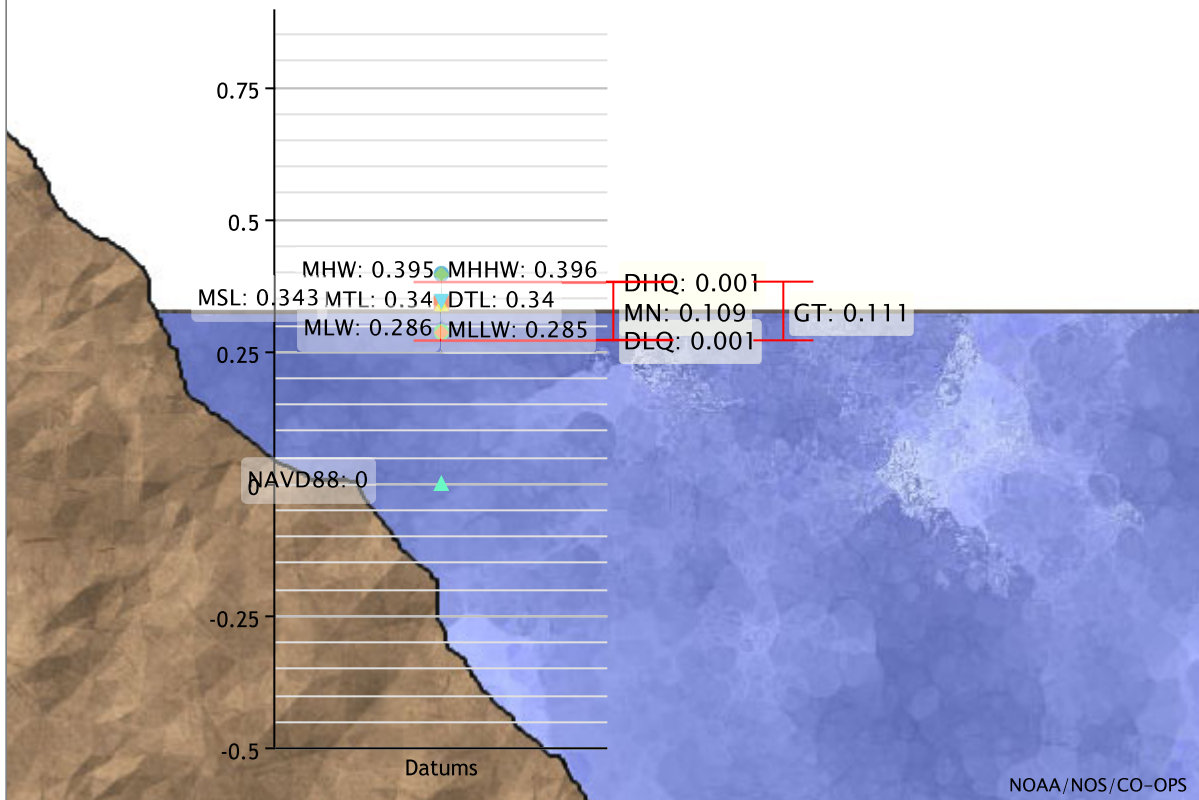 0.75
0.5
MHW: 0.395 MHHW: 0.396
DHQ: 0.001
MSL: 0.343 MTL: 0.34 DTL: 0.34
MN: 0.109 GT: 0.111
MLW: 0.286 MLLW: 0.285
DLQ: 0.001
0.25
NAVD88: 0
0
-0.25
-0.5
Datums
NOAA/NOS/CO-OPS